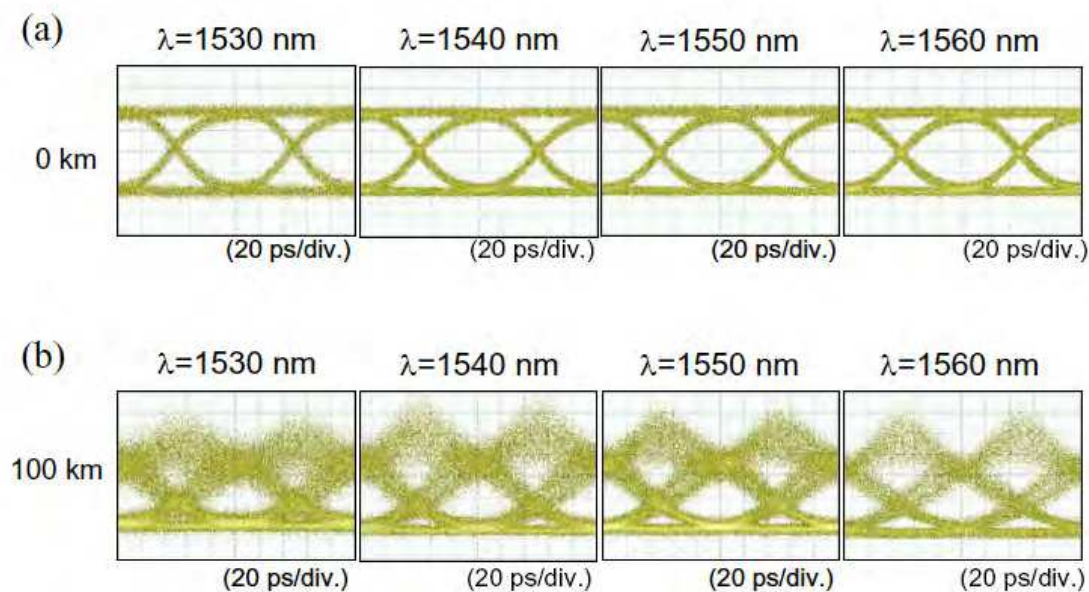 (a)
λ=1530 nm λ=1540 nm λ=1550 nm λ=1560 nm
0 km
(20 ps/div.) (20 ps/div.) (20 ps/div.) (20 ps/div.)
(b)
λ=1530 nm λ=1540 nm λ=1550 nm λ=1560 nm
100 km
(20 ps/div.) (20 ps/div.) (20 ps/div.) (20 ps/div.)